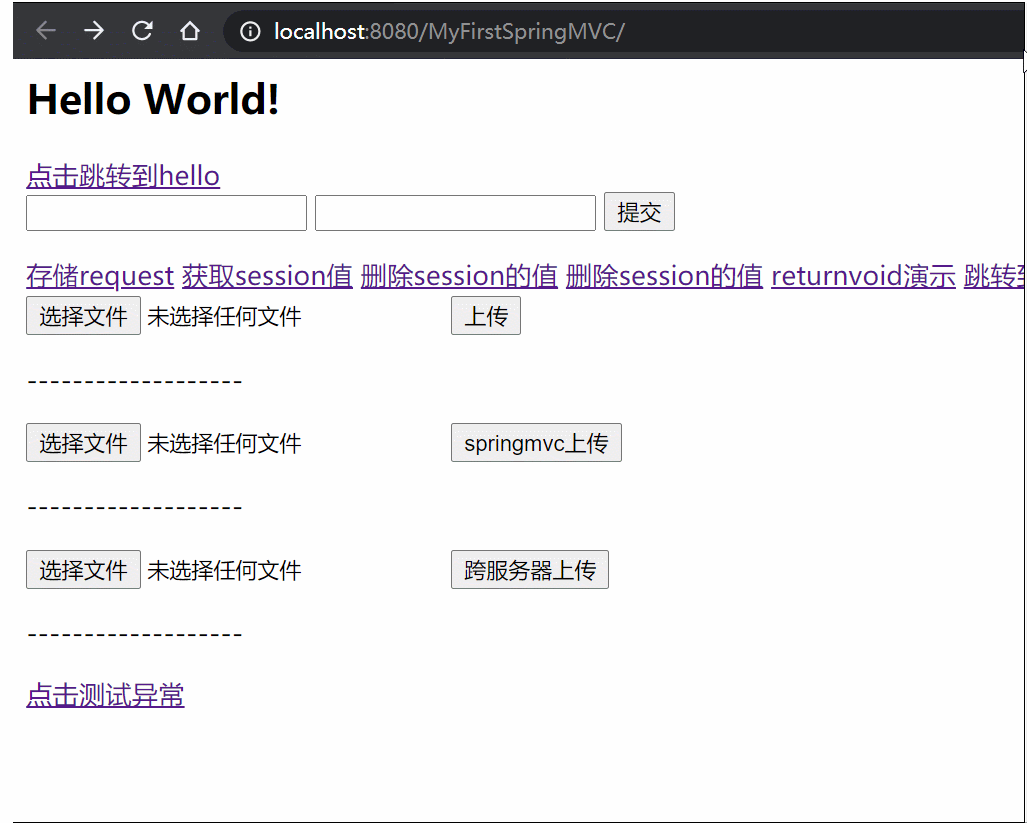 localhost:8080/MyFirstSpringMVC/
Hello World!
点击跳转到hello
提交
存储request 获取session值 删除session的值 删除session的值 returnvoid演示 跳转
选择文件 未选择任何文件 上传
-------------------
选择文件 未选择任何文件 springmvc上传
-------------------
选择文件 未选择任何文件 跨服务器上传
-------------------
点击测试异常